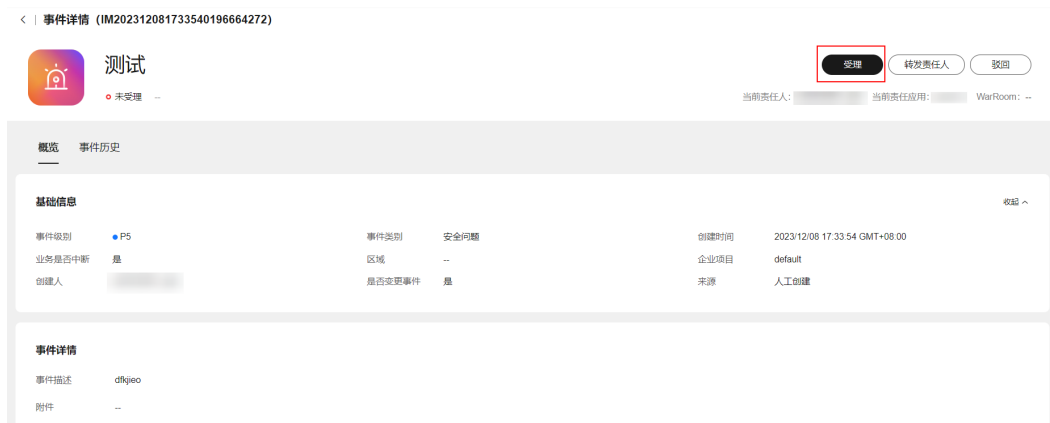 事件详情（IM20231208173354​0196664272）
测试
受理 转发责任人 驳回
未受理 --
当前责任人: 当前责任应用: WarRoom: --
概览 事件历史
基础信息 收起
事件级别 P5 事件类别 安全问题 创建时间 2023/12/08 17:33:54 GMT+08:00
业务是否中断 是 区域 -- 企业项目 default
创建人 是否变更事件 是 来源 人工创建
事件详情
事件描述 dfkjieo
附件 --